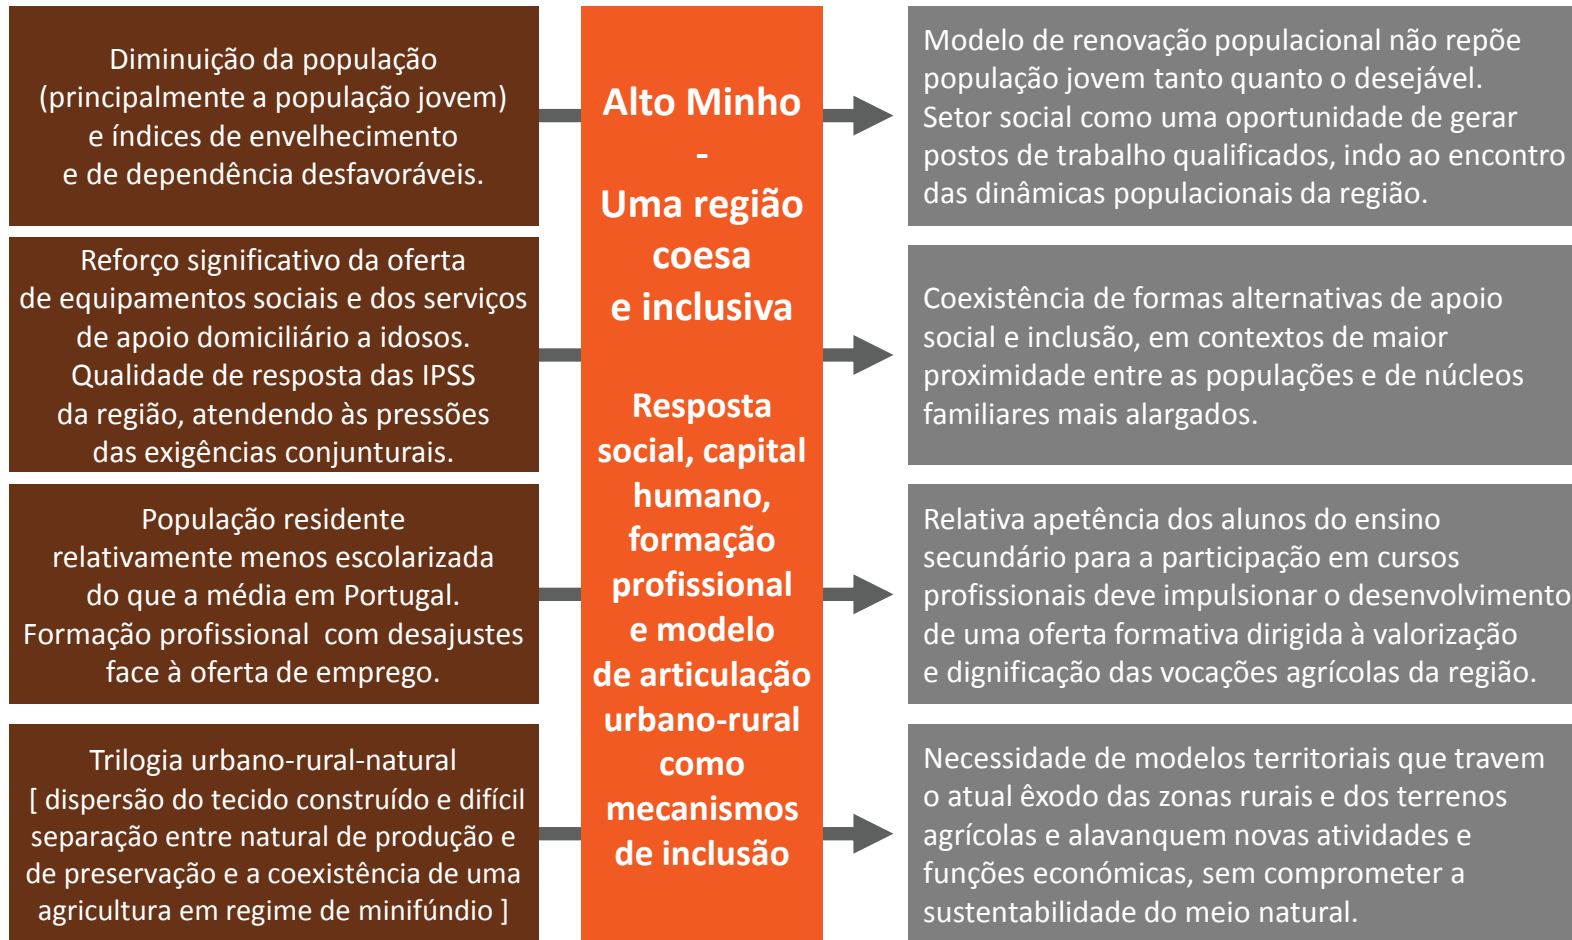 Diminuição da população
(principalmente a população jovem)
e índices de envelhecimento
e de dependência desfavoráveis.
Reforço significativo da oferta
de equipamentos sociais e dos serviços
de apoio domiciliário a idosos.
Qualidade de resposta das IPSS
da região, atendendo às pressões
das exigências conjunturais.
População residente
relativamente menos escolarizada
do que a média em Portugal.
Formação profissional com desajustes
face à oferta de emprego.
Trilogia urbano-rural-natural
[ dispersão do tecido construído e difícil
separação entre natural de produção e
de preservação e a coexistência de uma
agricultura em regime de minifúndio ]
Alto Minho
-
Uma região
coesa
e inclusiva
Resposta
social, capital
humano,
formação
profissional
e modelo
de articulação
urbano-rural
como
mecanismos
de inclusão
Modelo de renovação populacional não repõe
população jovem tanto quanto o desejável.
Setor social como uma oportunidade de gerar
postos de trabalho qualificados, indo ao encontro
das dinâmicas populacionais da região.
Coexistência de formas alternativas de apoio
social e inclusão, em contextos de maior
proximidade entre as populações e de núcleos
familiares mais alargados.
Relativa apetência dos alunos do ensino
secundário para a participação em cursos
profissionais deve impulsionar o desenvolvimento
de uma oferta formativa dirigida à valorização
e dignificação das vocações agrícolas da região.
Necessidade de modelos territoriais que travem
o atual êxodo das zonas rurais e dos terrenos
agrícolas e alavanquem novas atividades e
funções económicas, sem comprometer a
sustentabilidade do meio natural.